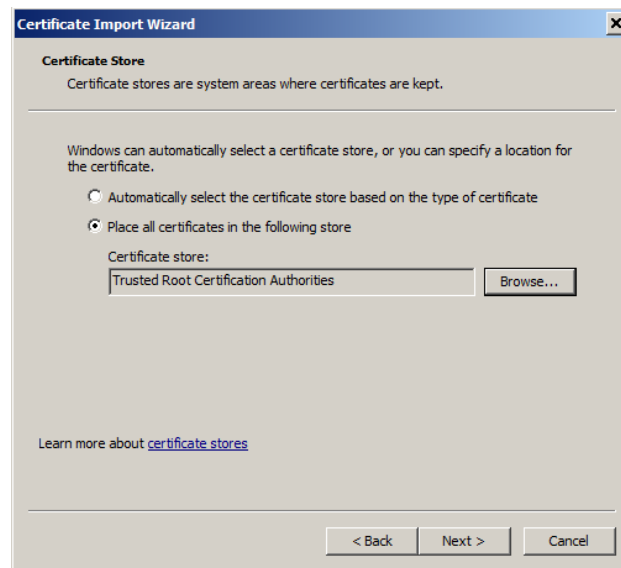 Certificate Import Wizard
Certificate Store
Certificate stores are system areas where certificates are kept.
Windows can automatically select a certificate store, or you can specify a location for
the certificate.
Automatically select the certificate store based on the type of certificate
Place all certificates in the following store
Certificate store:
Trusted Root Certification Authorities
Browse...
Learn more about certificate stores
< Back
Next >
Cancel